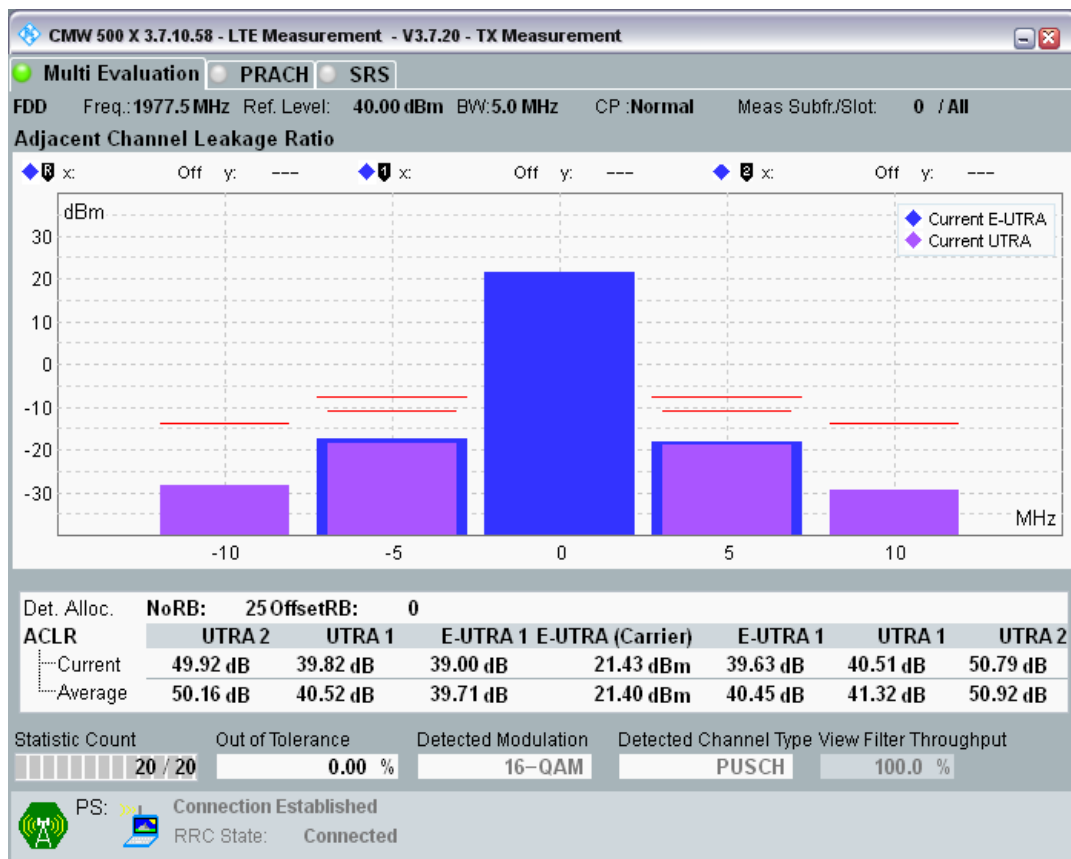 CMW 500 X 3.7.10.58 - LTE Measurement - V3.7.20 - TX Measurement
Multi Evaluation PRACH SRS
FDD Freq.:1977.5 MHz Ref. Level: 40.00 dBm BW:5.0 MHz CP :Normal Meas Subfr./Slot: 0 / All
Adjacent Channel Leakage Ratio
R x: Off y: --- 1 x: Off y: --- 2 x: Off y: ---
dBm
Current E-UTRA
Current UTRA
30
20
10
0
-10
-20
-30
MHz
-10 -5 0 5 10
Det. Alloc. NoRB: 25 OffsetRB: 0
ACLR UTRA 2 UTRA 1 E-UTRA 1 E-UTRA (Carrier) E-UTRA 1 UTRA 1 UTRA 2
Current 49.92 dB 39.82 dB 39.00 dB 21.43 dBm 39.63 dB 40.51 dB 50.79 dB
Average 50.16 dB 40.52 dB 39.71 dB 21.40 dBm 40.45 dB 41.32 dB 50.92 dB
Statistic Count Out of Tolerance Detected Modulation Detected Channel Type View Filter Throughput
20 / 20 0.00 % 16-QAM PUSCH 100.0 %
PS: Connection Established
RRC State: Connected